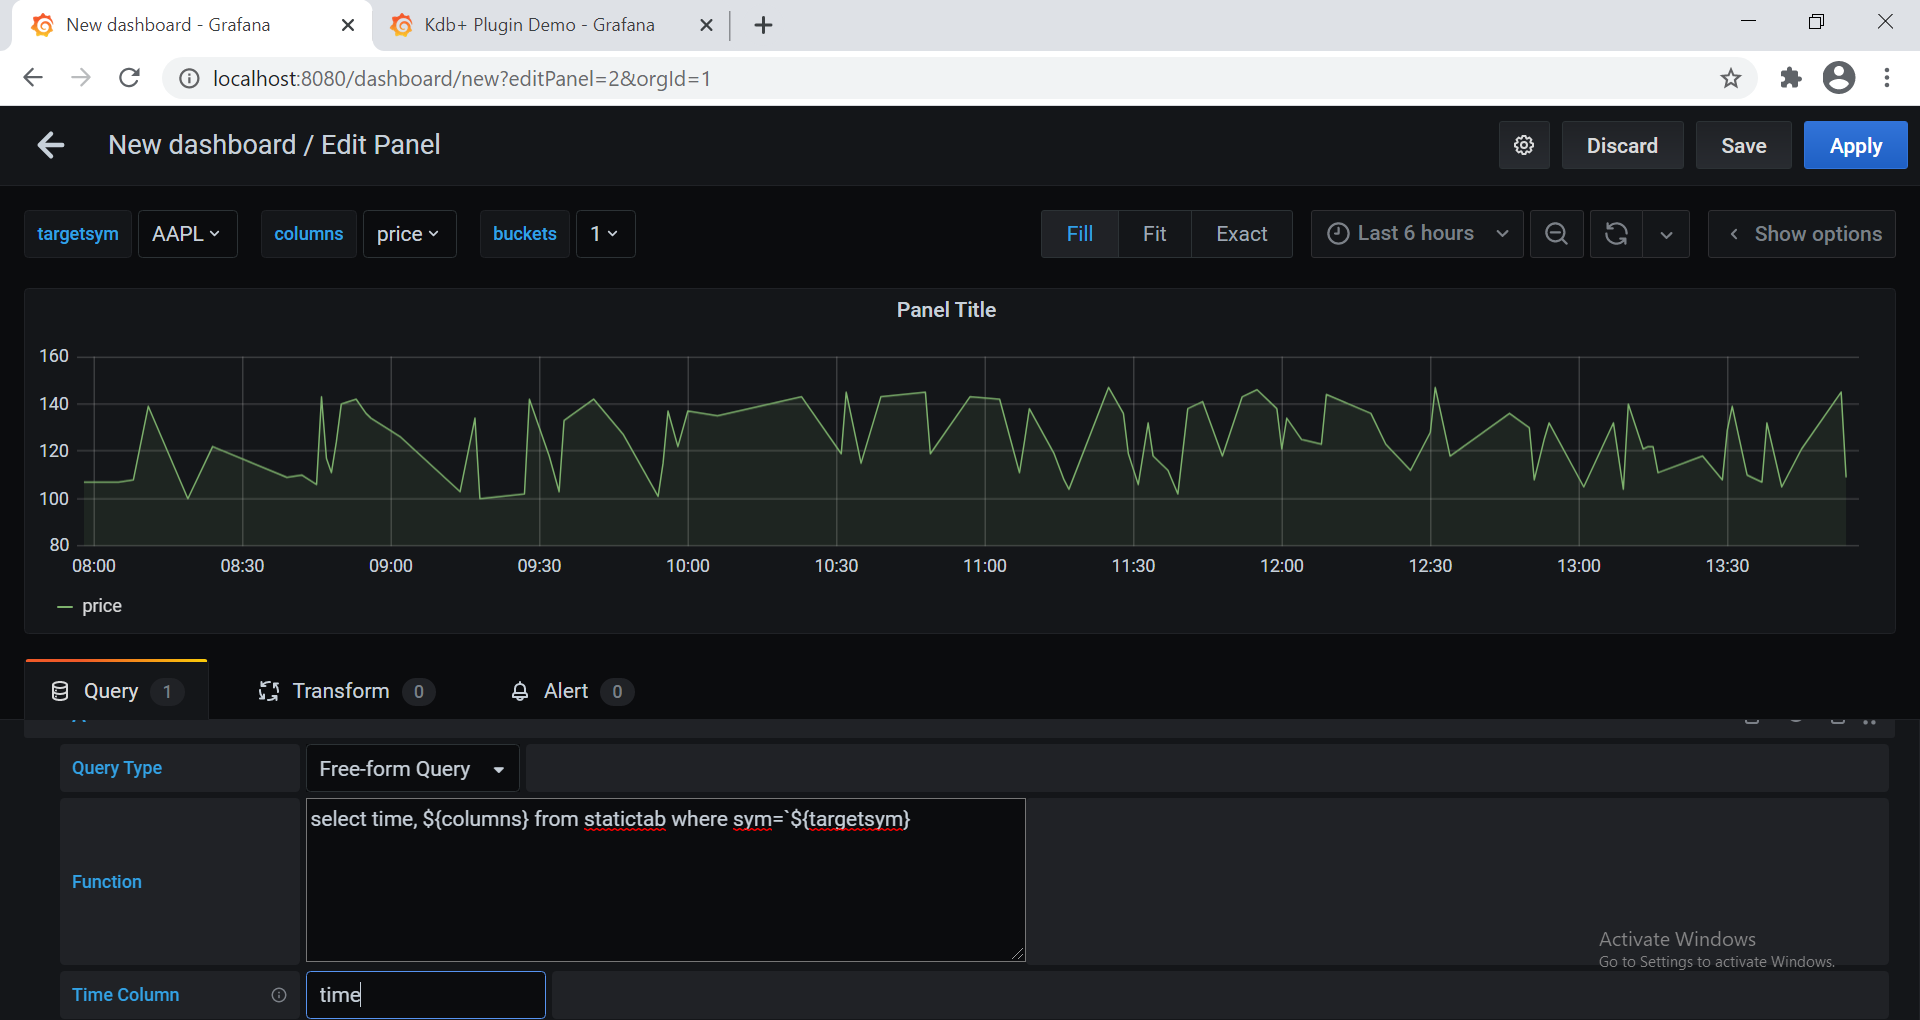 New dashboard - Grafana
Kdb+ Plugin Demo - Grafana
localhost:8080/dashboard/new?editPanel=2&orgId=1
New dashboard / Edit Panel
Discard
Save
Apply
targetsym
AAPL
columns
price
buckets
1
Fill
Fit
Exact
Last 6 hours
Show options
Panel Title
160
140
120
100
80
08:00
08:30
09:00
09:30
10:00
10:30
11:00
11:30
12:00
12:30
13:00
13:30
price
Query 1
Transform 0
Alert 0
Query Type
Free-form Query
Function
select time, ${columns} from statictab where sym=`${targetsym}
Time Column
time
Activate Windows
Go to Settings to activate Windows.